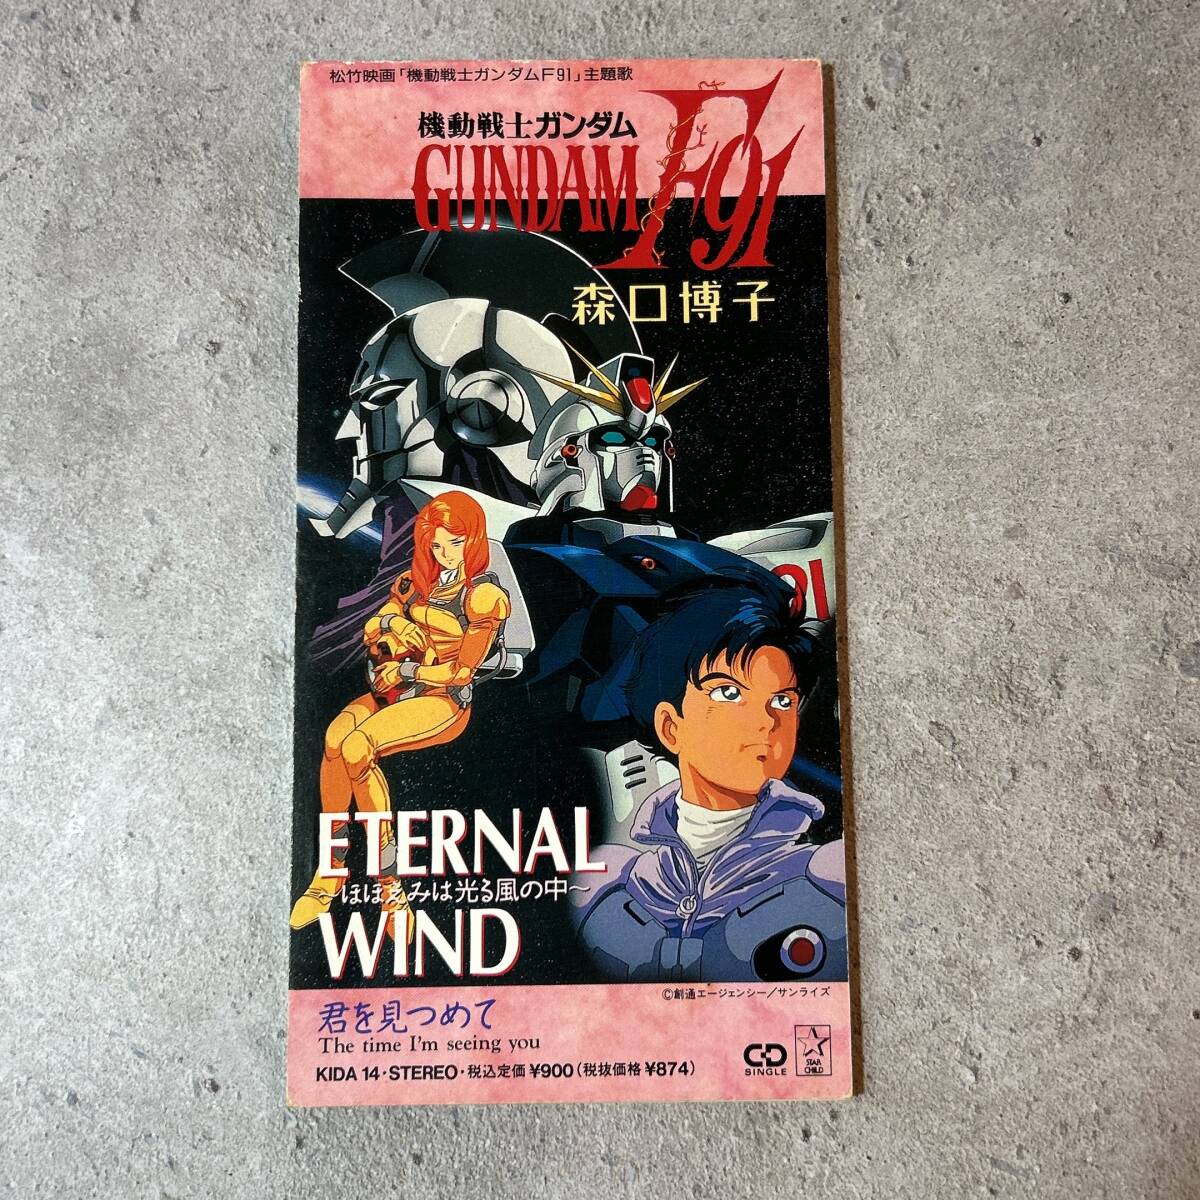 松竹映画「機動戦士ガンダムF91」主題歌
機動戦士ガンダム
GUNDAM F91
森口博子
91
ETERNAL
～ほほえみは光る風の中～
WIND
©創通エージェンシー/サンライズ
君を見つめて
The time I'm seeing you
KIDA 14・STEREO・税込定価 ¥900(税抜価格 ¥874)
CD
SINGLE
STAR
CHILD